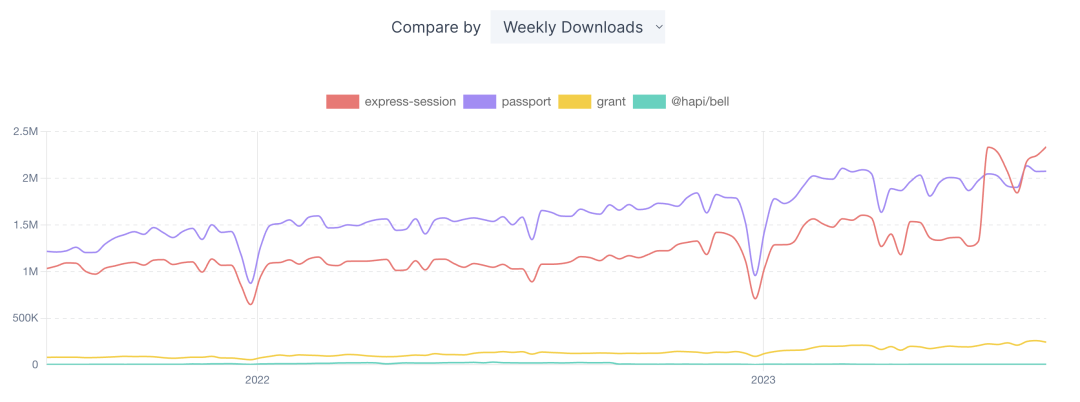 Compare by Weekly Downloads
express-session passport grant @hapi/bell
2.5M
2M
1.5M
1M
500K
0
2022 2023